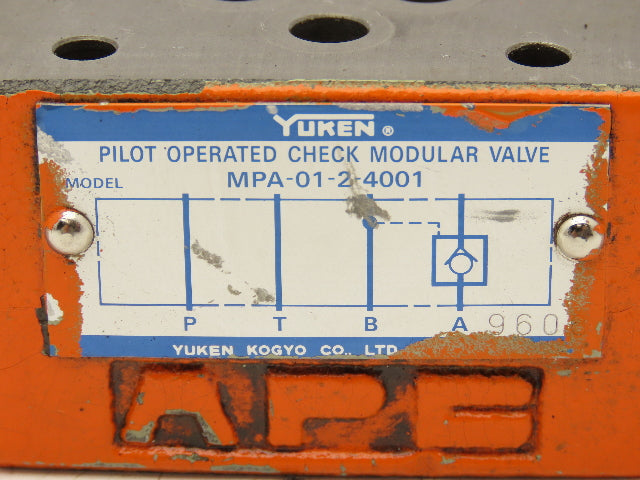 YUKEN ®
PILOT OPERATED CHECK MODULAR VALVE
MODEL MPA-01-2-4001
P T B A
960
YUKEN KOGYO CO., LTD